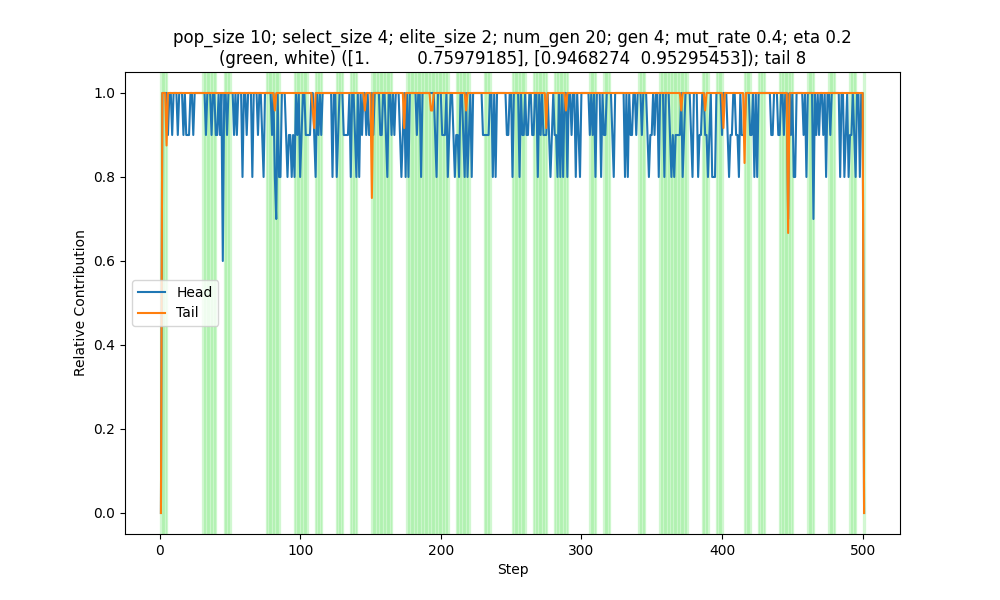 pop_size 10; select_size 4; elite_size 2; num_gen 20; gen 4; mut_rate 0.4; eta 0.2
(green, white) ([1.          0.75979185], [0.9468274  0.95295453]); tail 8
1.0
0.8
0.6
0.4
0.2
0.0
Relative Contribution
Head
Tail
0
100
200
300
400
500
Step